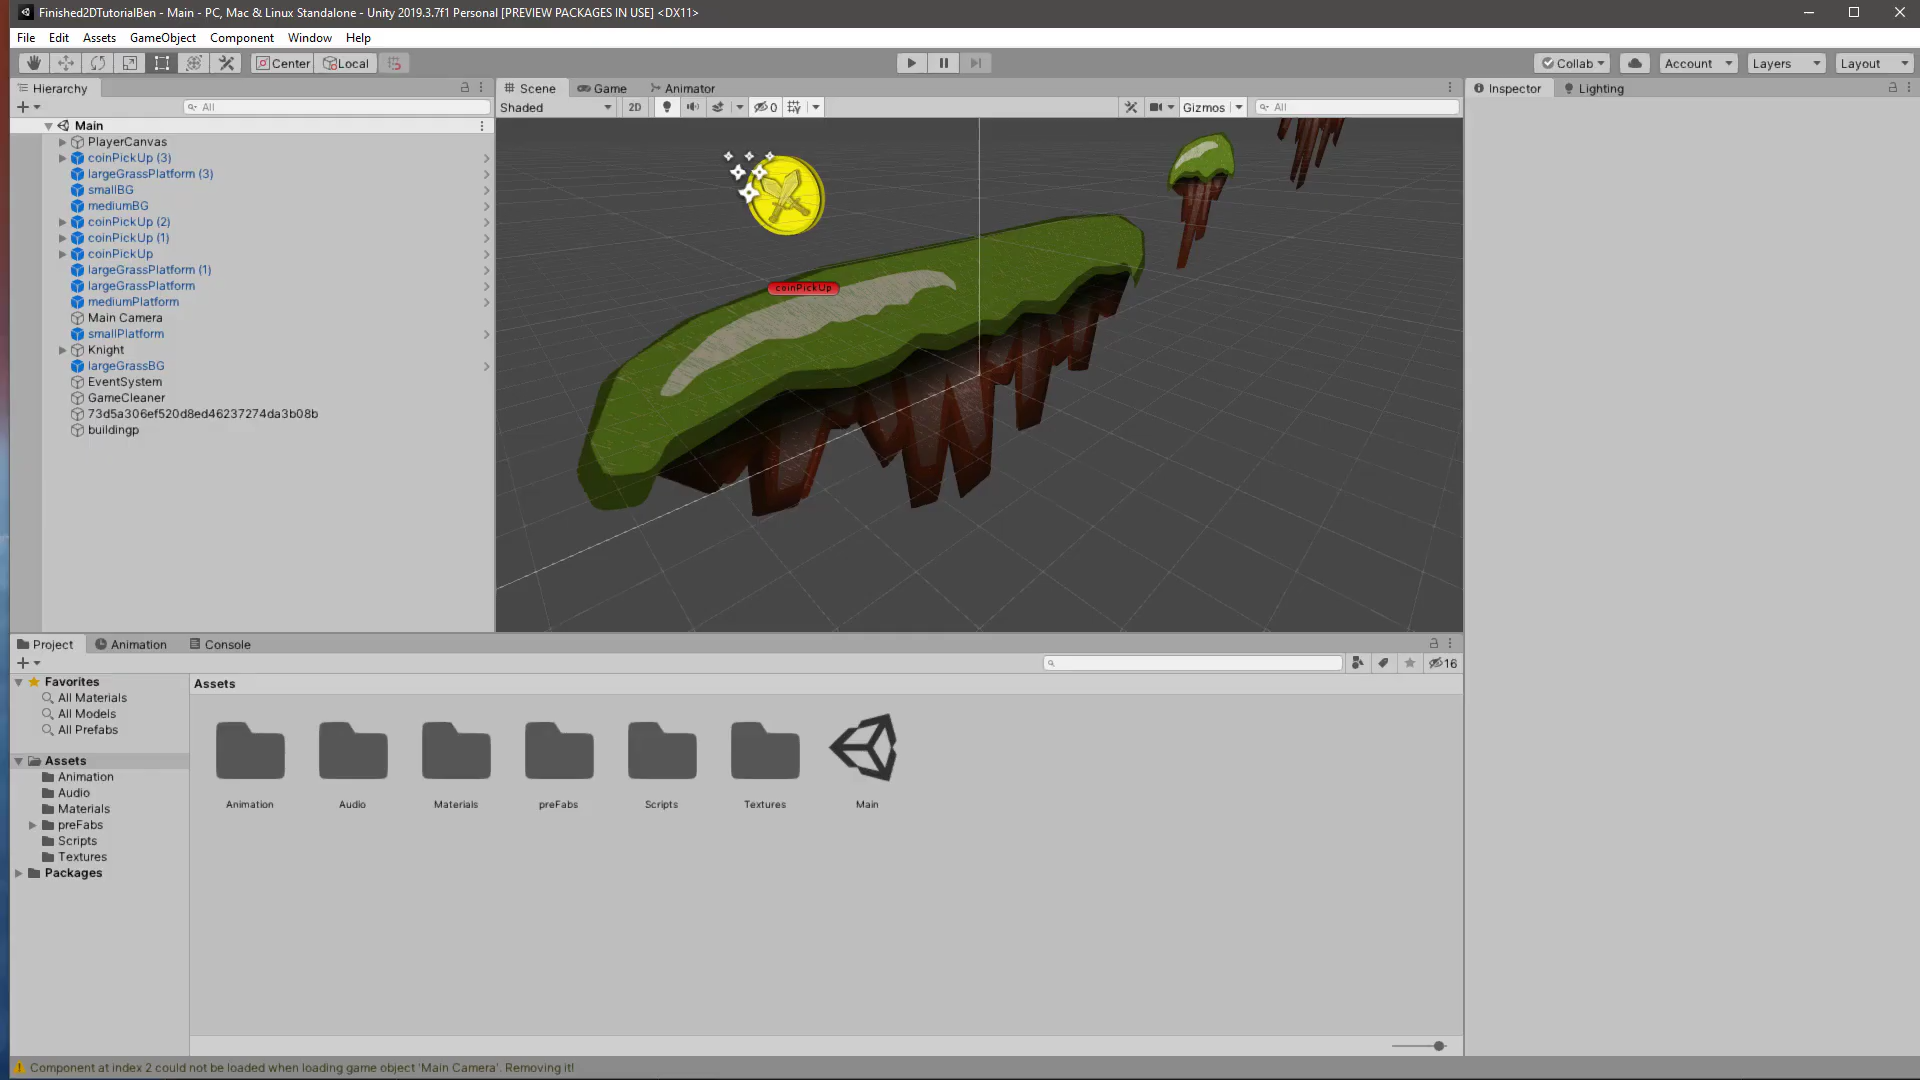 Finished2DTutorialBen - Main - PC, Mac & Linux Standalone - Unity 2019.3.7f1 Personal [PREVIEW PACKAGES IN USE] <DX11>
File Edit Assets GameObject Component Window Help
Center Local Collab Account Layers Layout
Hierarchy
All
Main
PlayerCanvas
coinPickUp (3)
largeGrassPlatform (3)
smallBG
mediumBG
coinPickUp (2)
coinPickUp (1)
coinPickUp
largeGrassPlatform (1)
largeGrassPlatform
mediumPlatform
Main Camera
smallPlatform
Knight
largeGrassBG
EventSystem
GameCleaner
73d5a306ef520d8ed46237274da3b08b
buildingp
Scene Game Animator
Shaded 2D 0 Gizmos All
coinPickUp
Inspector Lighting
Project Animation Console
16
Favorites
All Materials
All Models
All Prefabs
Assets
Animation
Audio
Materials
preFabs
Scripts
Textures
Packages
Assets
Animation Audio Materials preFabs Scripts Textures Main
Component at index 2 could not be loaded when loading game object 'Main Camera'. Removing it!